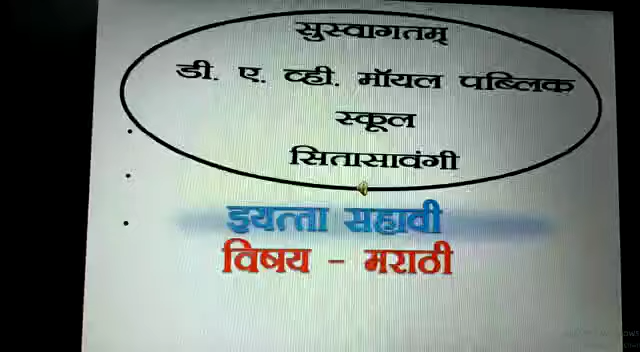 सुस्वागतम्
डी. ए. व्ही. मॉयल पब्लिक
स्कूल
सितासावंगी
इयत्ता सहावी
विषय - मराठी